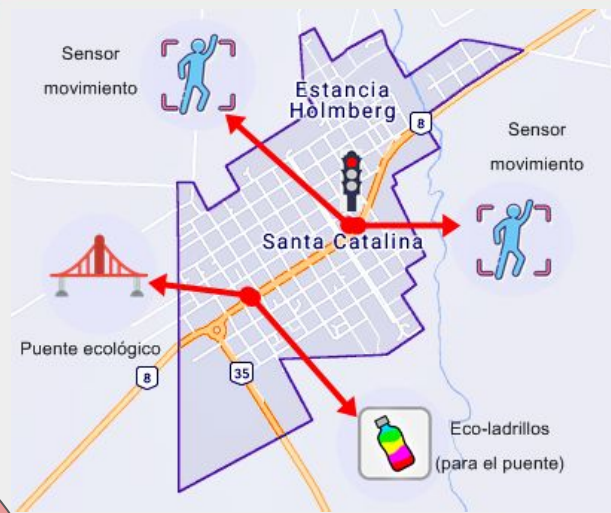 Sensor
movimiento
Estancia
Holmberg
8
Sensor
movimiento
Santa Catalina
Puente ecológico
8
35
Eco-ladrillos
(para el puente)